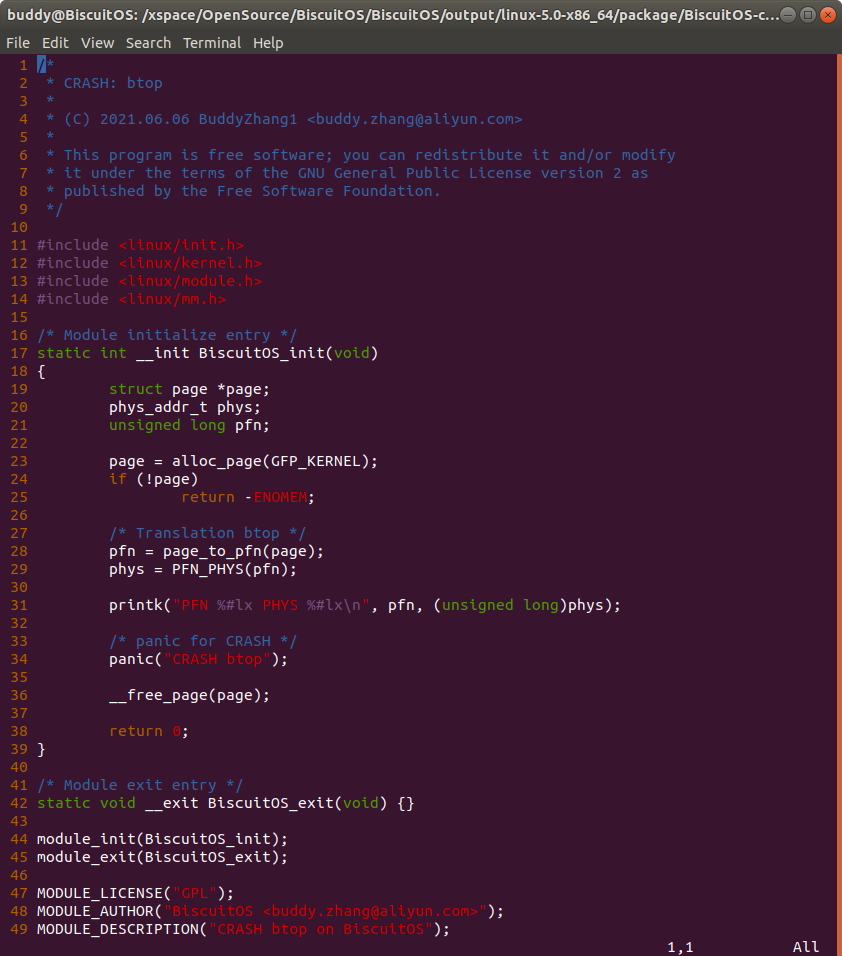 buddy@BiscuitOS: /xspace/OpenSource/BiscuitOS/BiscuitOS/output/linux-5.0-x86_64/package/BiscuitOS-c...
File Edit View Search Terminal Help
1 /*
2  * CRASH: btop
3  *
4  * (C) 2021.06.06 BuddyZhang1 <buddy.zhang@aliyun.com>
5  *
6  * This program is free software; you can redistribute it and/or modify
7  * it under the terms of the GNU General Public License version 2 as
8  * published by the Free Software Foundation.
9  */
10
11 #include <linux/init.h>
12 #include <linux/kernel.h>
13 #include <linux/module.h>
14 #include <linux/mm.h>
15
16 /* Module initialize entry */
17 static int __init BiscuitOS_init(void)
18 {
19         struct page *page;
20         phys_addr_t phys;
21         unsigned long pfn;
22
23         page = alloc_page(GFP_KERNEL);
24         if (!page)
25                 return -ENOMEM;
26
27         /* Translation btop */
28         pfn = page_to_pfn(page);
29         phys = PFN_PHYS(pfn);
30
31         printk("PFN %#lx PHYS %#lx\n", pfn, (unsigned long)phys);
32
33         /* panic for CRASH */
34         panic("CRASH btop");
35
36         __free_page(page);
37
38         return 0;
39 }
40
41 /* Module exit entry */
42 static void __exit BiscuitOS_exit(void) {}
43
44 module_init(BiscuitOS_init);
45 module_exit(BiscuitOS_exit);
46
47 MODULE_LICENSE("GPL");
48 MODULE_AUTHOR("BiscuitOS <buddy.zhang@aliyun.com>");
49 MODULE_DESCRIPTION("CRASH btop on BiscuitOS");
1,1 All